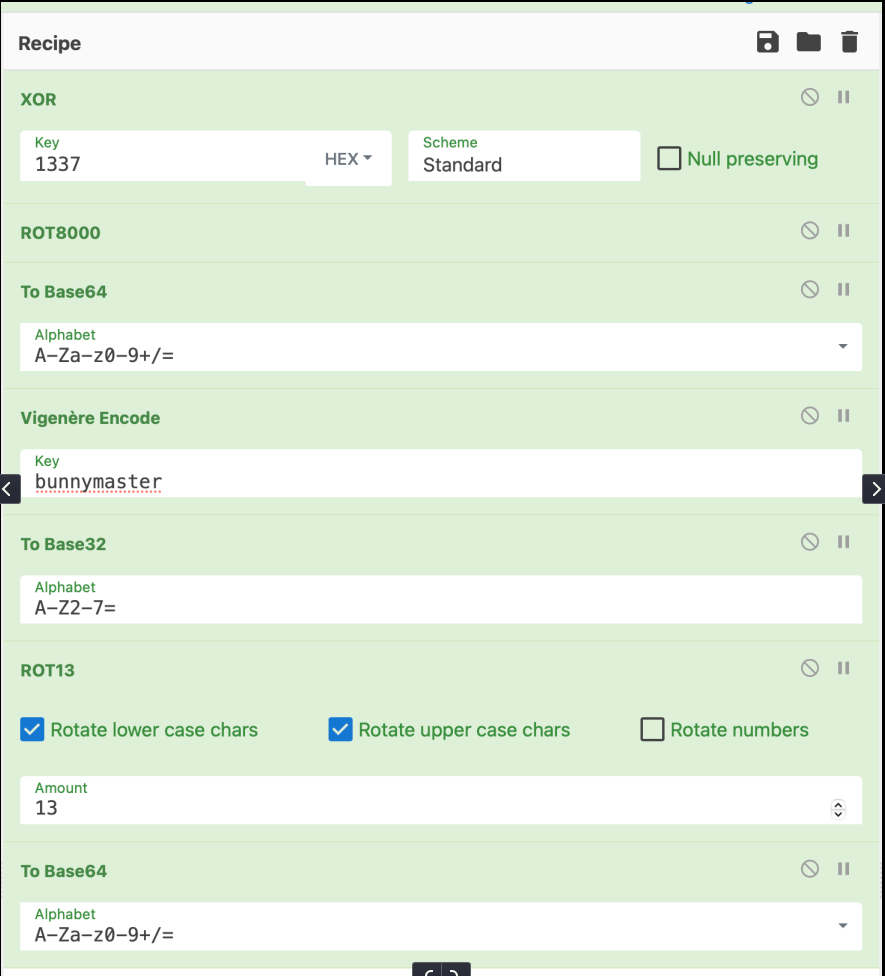 Recipe
XOR
Key
1337
HEX
Scheme
Standard
Null preserving
ROT8000
To Base64
Alphabet
A-Za-z0-9+/=
Vigenère Encode
Key
bunnymaster
To Base32
Alphabet
A-Z2-7=
ROT13
Rotate lower case chars
Rotate upper case chars
Rotate numbers
Amount
13
To Base64
Alphabet
A-Za-z0-9+/=